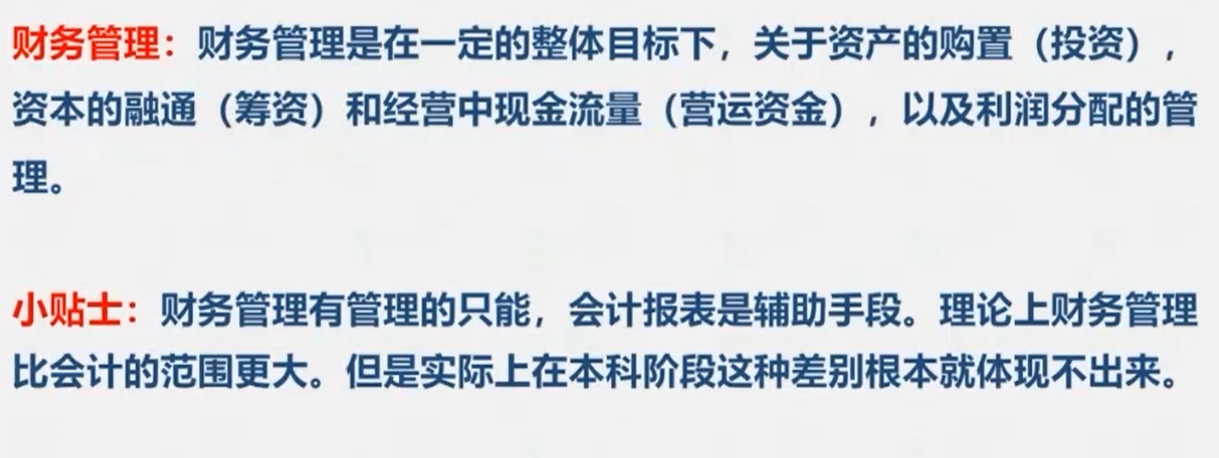 财务管理：财务管理是在一定的整体目标下，关于资产的购置（投资），
资本的融通（筹资）和经营中现金流量（营运资金），以及利润分配的管
理。
小贴士：财务管理有管理的只能，会计报表是辅助手段。理论上财务管理
比会计的范围更大。但是实际上在本科阶段这种差别根本就体现不出来。